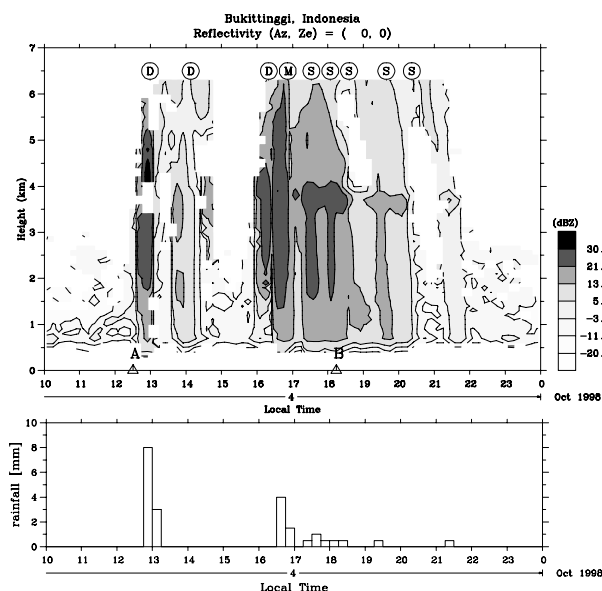 Bukittinggi, Indonesia
Reflectivity (Az, Ze) = ( 0, 0)
7
6
5
4
3
2
1
0
Height (km)
D D D M S S S S S
A B
10 11 12 13 14 15 16 17 18 19 20 21 22 23 0
4 Oct 1998
Local Time
(dBZ)
30.
21.
13.
5.
-3.
-11.
-20.
10
8
6
4
2
0
rainfall [mm]
10 11 12 13 14 15 16 17 18 19 20 21 22 23 0
4 Oct 1998
Local Time